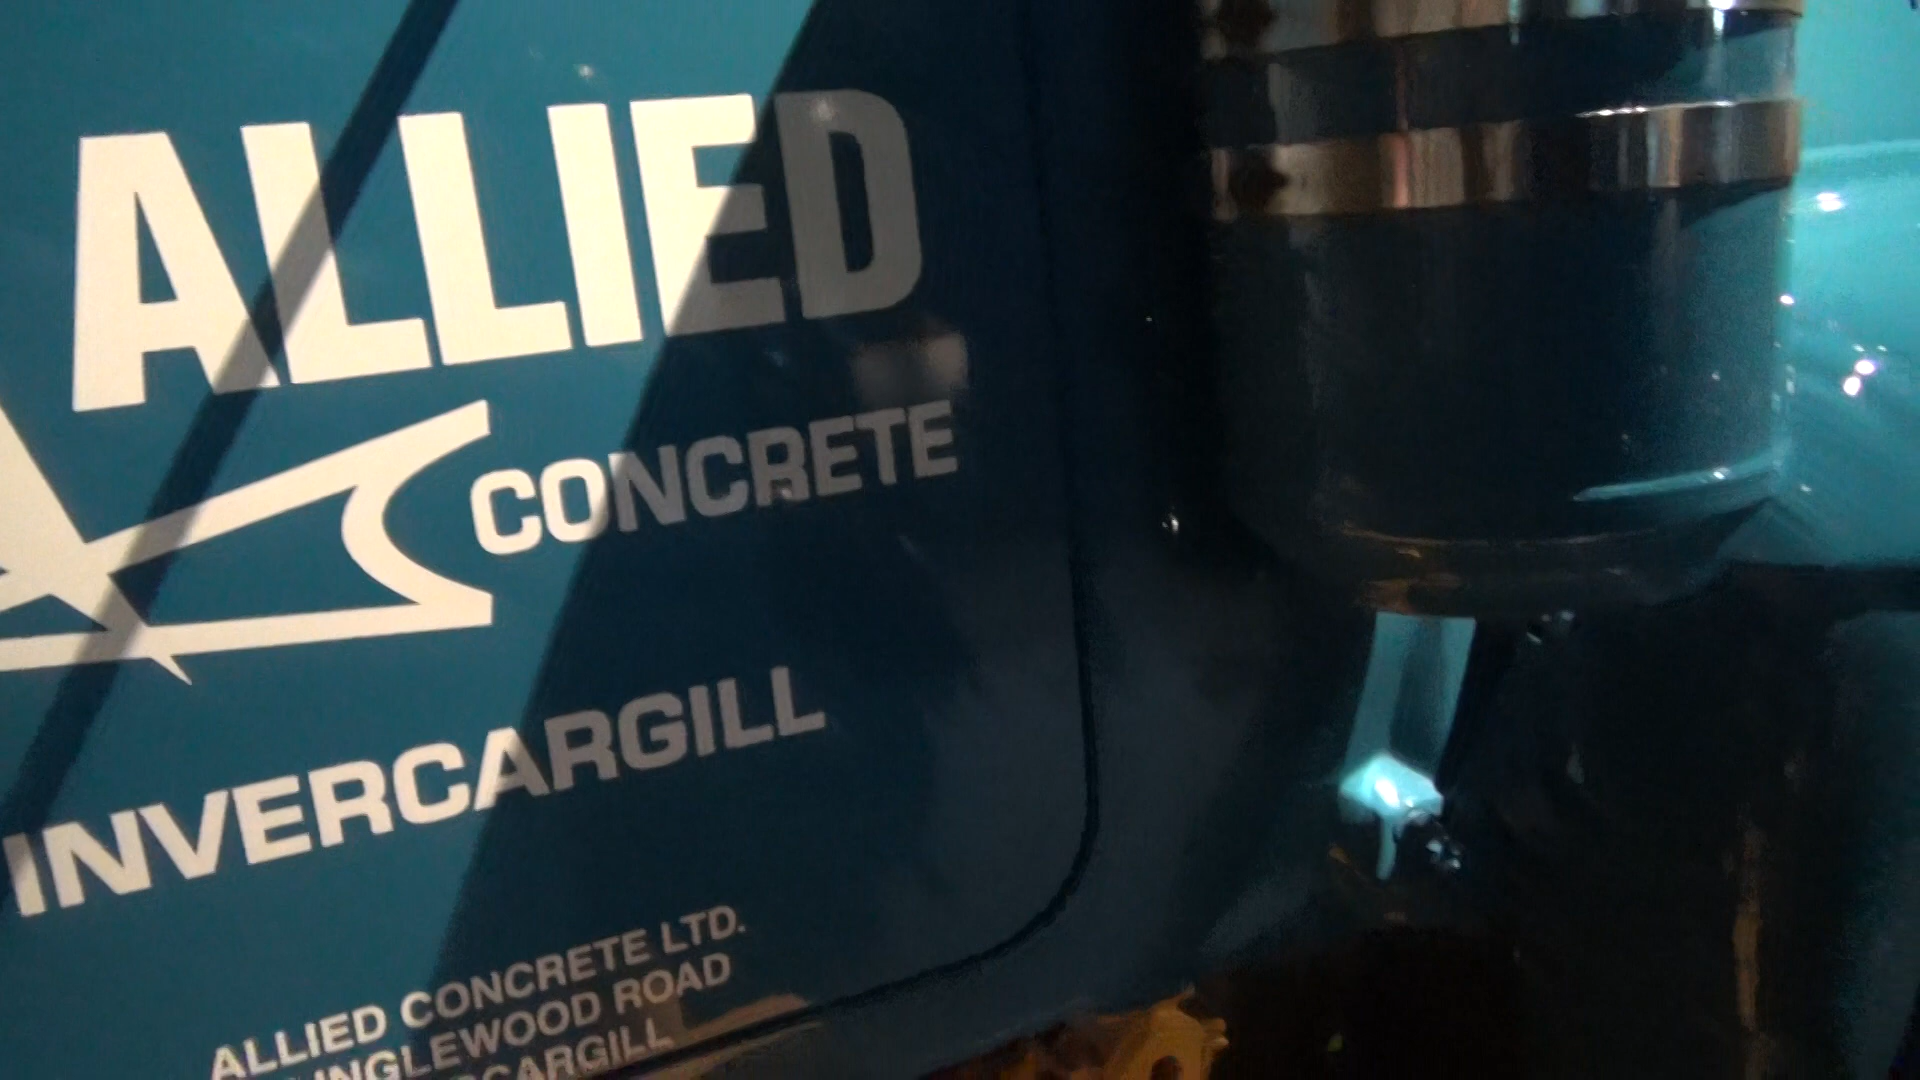 ALLIED
CONCRETE
INVERCARGILL
ALLIED CONCRETE LTD.
INGLEWOOD ROAD